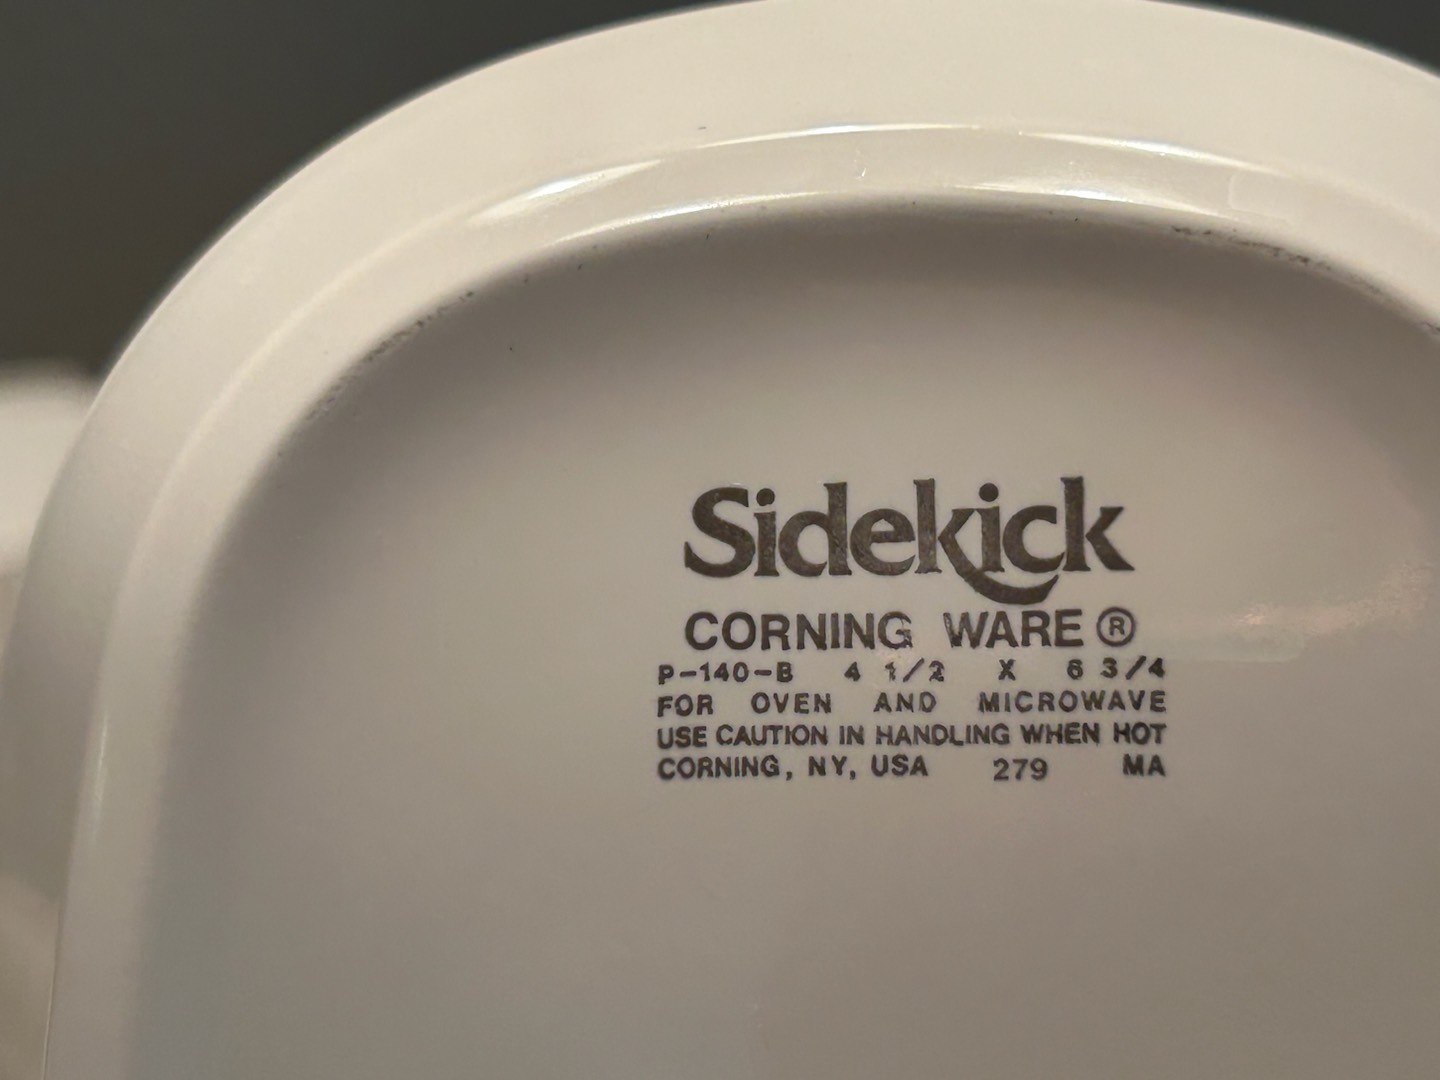 Sidekick
CORNING WARE®
P-140-B 4 1/2 X 6 3/4
FOR OVEN AND MICROWAVE
USE CAUTION IN HANDLING WHEN HOT
CORNING, NY, USA 279 MA